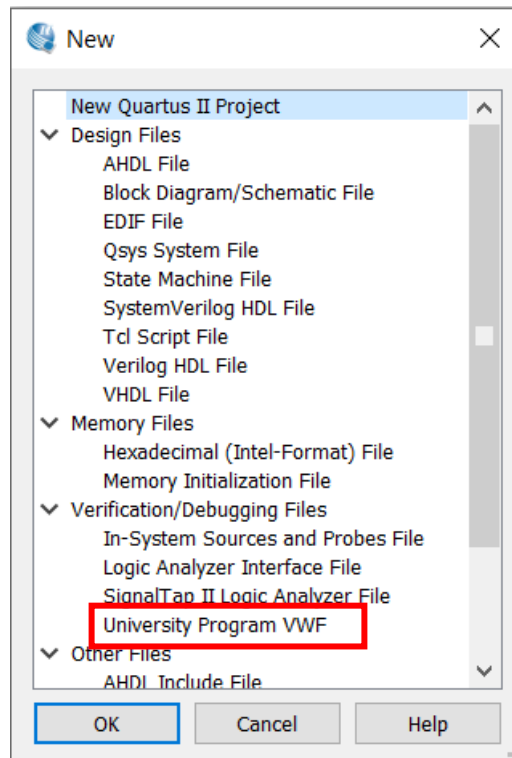 New
New Quartus II Project
Design Files
AHDL File
Block Diagram/Schematic File
EDIF File
Qsys System File
State Machine File
SystemVerilog HDL File
Tcl Script File
Verilog HDL File
VHDL File
Memory Files
Hexadecimal (Intel-Format) File
Memory Initialization File
Verification/Debugging Files
In-System Sources and Probes File
Logic Analyzer Interface File
SignalTap II Logic Analyzer File
University Program VWF
Other Files
AHDL Include File
OK Cancel Help